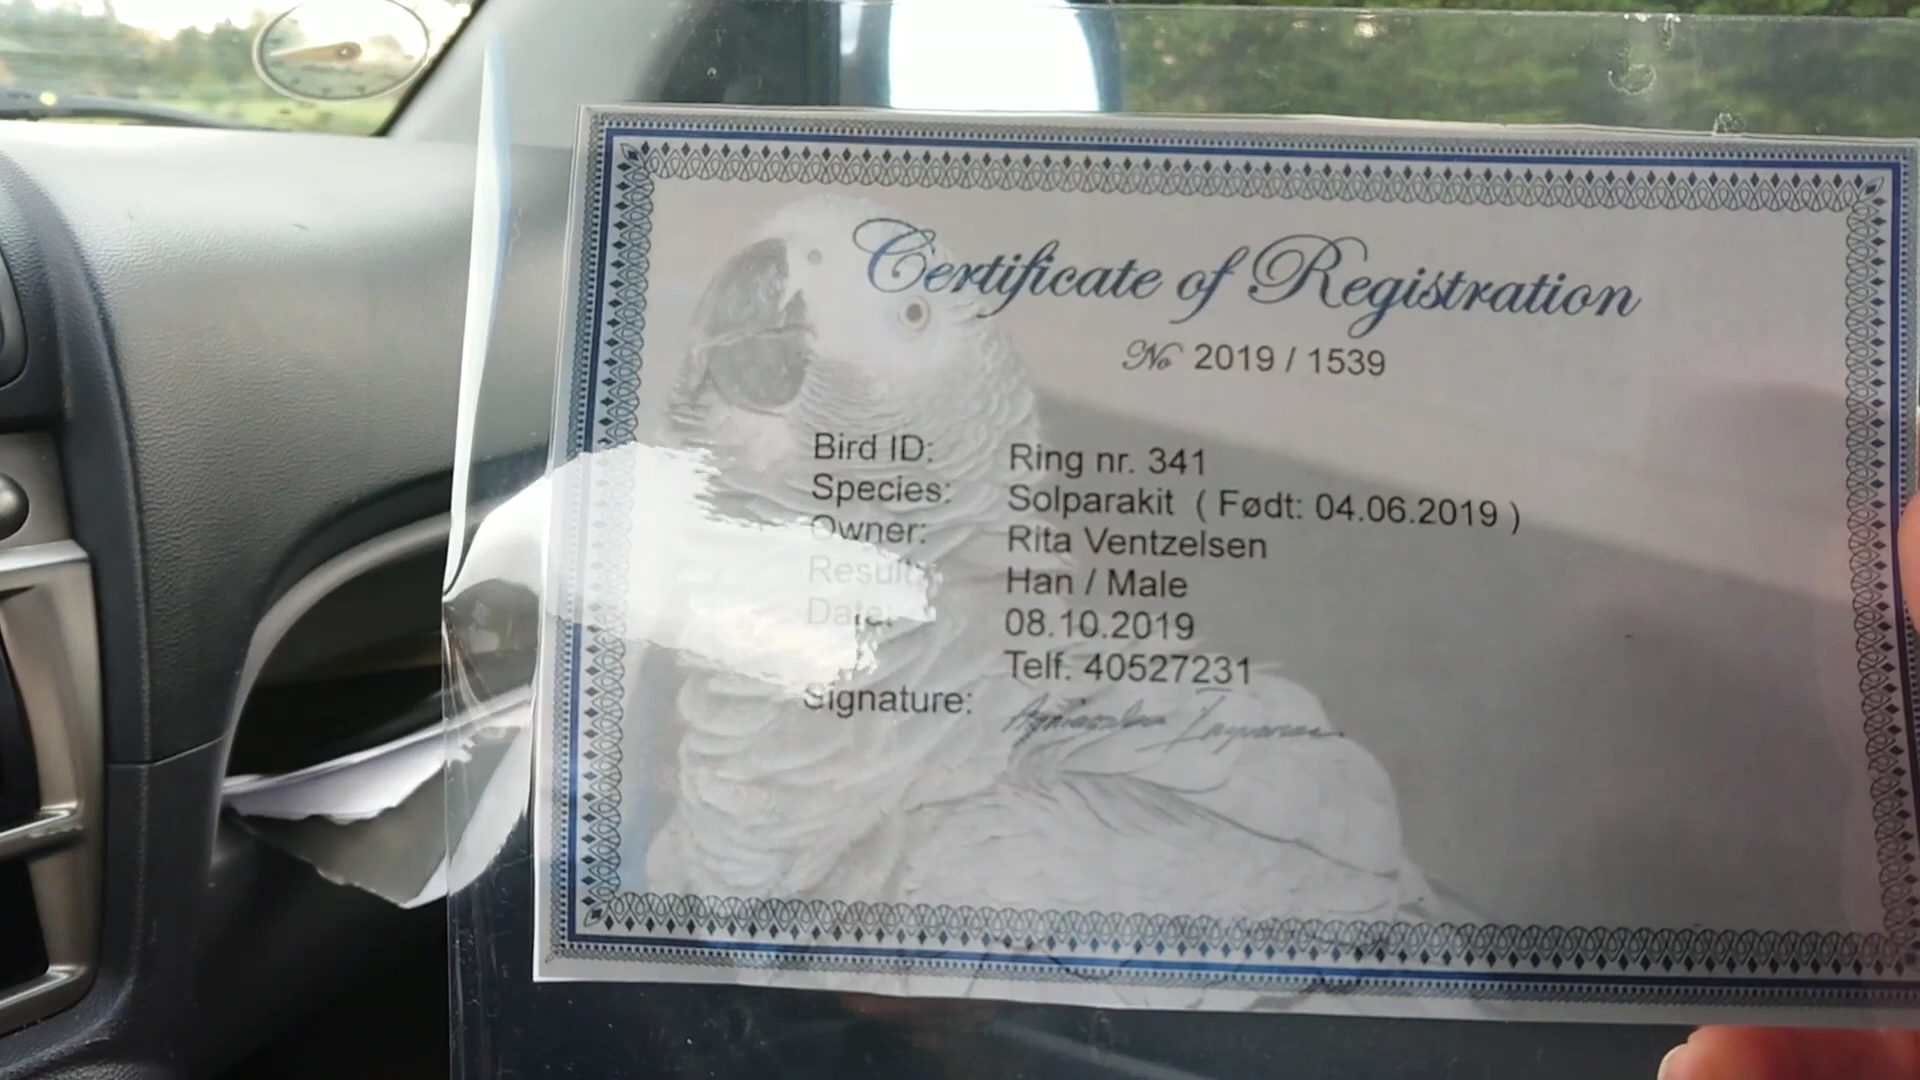 Certificate of Registration
No 2019 / 1539
Bird ID: Ring nr. 341
Species: Solparakit ( Født: 04.06.2019 )
Owner: Rita Ventzelsen
Result: Han / Male
Date: 08.10.2019
Telf. 40527231
Signature: